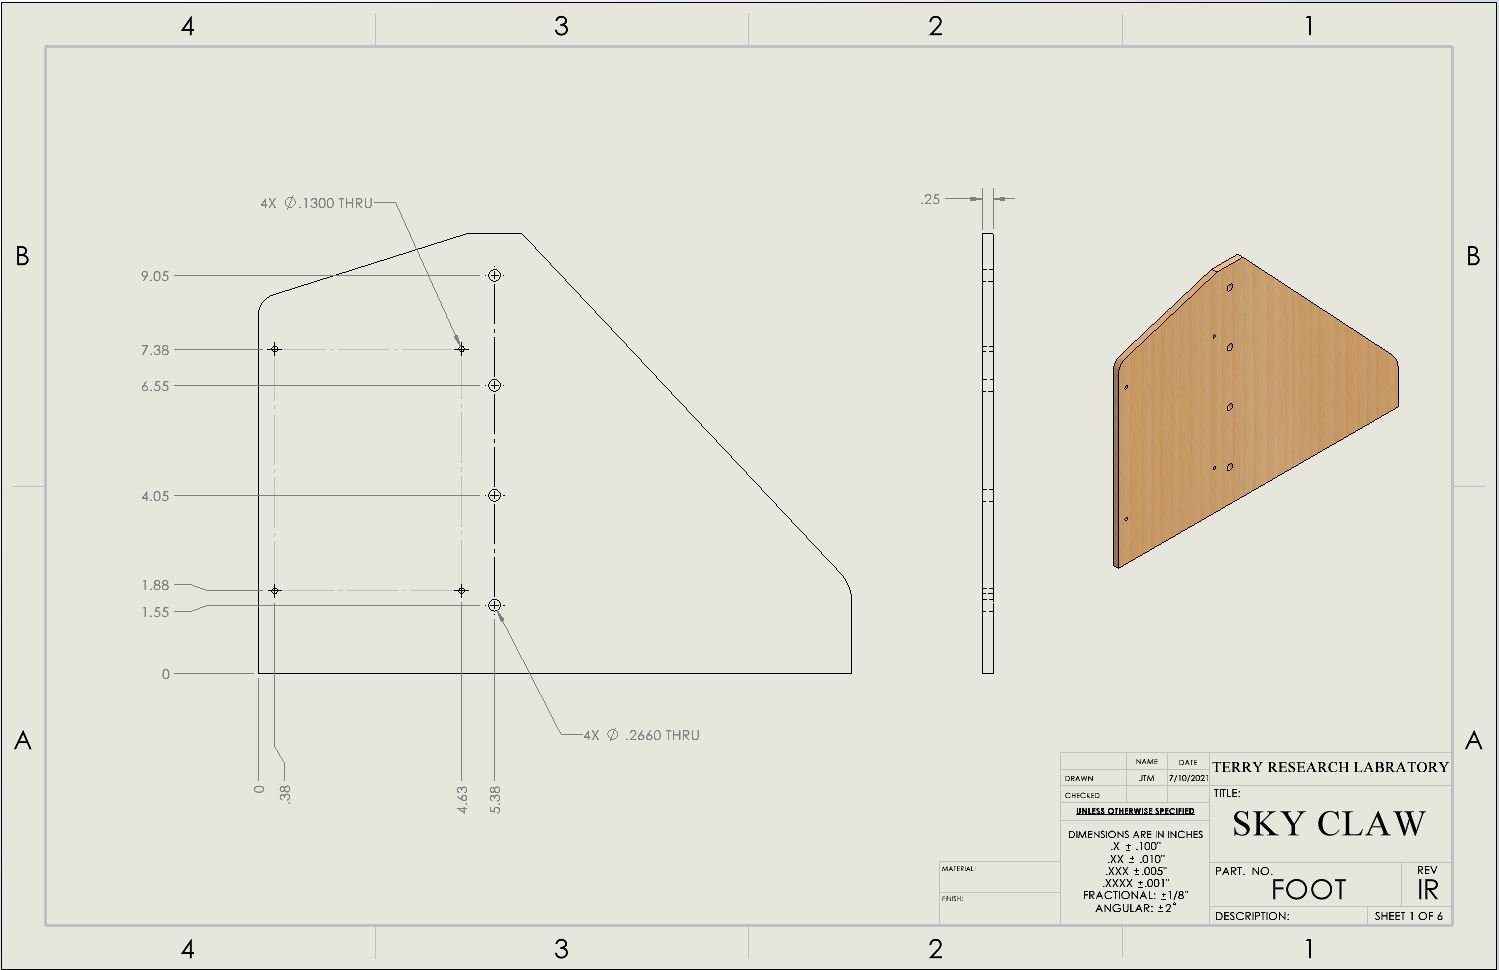 4 3 2 1
B
B
A
A
4X ∅.1300 THRU
.25
9.05
7.38
6.55
4.05
1.88
1.55
0
0
.38
4.63
5.38
4X ∅ .2660 THRU
NAME DATE
DRAWN JTM 7/10/2021
CHECKED
UNLESS OTHERWISE SPECIFIED
DIMENSIONS ARE IN INCHES
.X ± .100"
.XX ± .010"
.XXX ±.005"
.XXXX ±.001"
FRACTIONAL: ±1/8"
ANGULAR: ±2°
MATERIAL:
FINISH:
TERRY RESEARCH LABRATORY
TITLE:
SKY CLAW
PART. NO.
FOOT
REV
IR
DESCRIPTION:
SHEET 1 OF 6
4 3 2 1